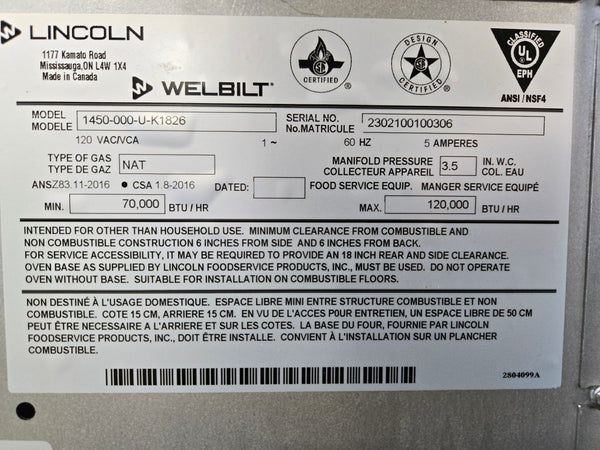 LINCOLN
1177 Kamato Road
Mississauga,ON L4W 1X4
Made in Canada
WELBILT®
CERTIFIED®
DESIGN
CERTIFIED
CLASSIFIED
UL
EPH
ANSI / NSF4
MODEL
MODELE
1450-000-U-K1826
SERIAL NO.
No.MATRICULE
2302100100306
120 VAC/VCA 1~ 60 HZ 5 AMPERES
TYPE OF GAS
TYPE DE GAZ
NAT
MANIFOLD PRESSURE
COLLECTEUR APPAREIL
3.5
IN. W.C.
COL. EAU
ANSZ83.11-2016 • CSA 1.8-2016 DATED: FOOD SERVICE EQUIP. MANGER SERVICE EQUIPÉ
MIN. 70,000 BTU / HR MAX. 120,000 BTU / HR
INTENDED FOR OTHER THAN HOUSEHOLD USE. MINIMUM CLEARANCE FROM COMBUSTIBLE AND
NON COMBUSTIBLE CONSTRUCTION 6 INCHES FROM SIDE AND 6 INCHES FROM BACK.
FOR SERVICE ACCESSIBILITY, IT MAY BE REQUIRED TO PROVIDE AN 18 INCH REAR AND SIDE CLEARANCE.
OVEN BASE AS SUPPLIED BY LINCOLN FOODSERVICE PRODUCTS, INC., MUST BE USED. DO NOT OPERATE
OVEN WITHOUT BASE. SUITABLE FOR INSTALLATION ON COMBUSTIBLE FLOORS.
NON DESTINÉ À L'USAGE DOMESTIQUE. ESPACE LIBRE MINI ENTRE STRUCTURE COMBUSTIBLE ET NON
COMBUSTIBLE. COTE 15 CM, ARRIERE 15 CM. EN VU DE L'ACCES POUR ENTRETIEN, UN ESPACE LIBRE DE 50 CM
PEUT ÊTRE NECESSAIRE A L'ARRIERE ET SUR LES COTES. LA BASE DU FOUR, FOURNIE PAR LINCOLN
FOODSERVICE PRODUCTS, INC., DOIT ÊTRE INSTALLE. CONVIENT À L'INSTALLATION SUR UN PLANCHER
COMBUSTIBLE.
2804099A